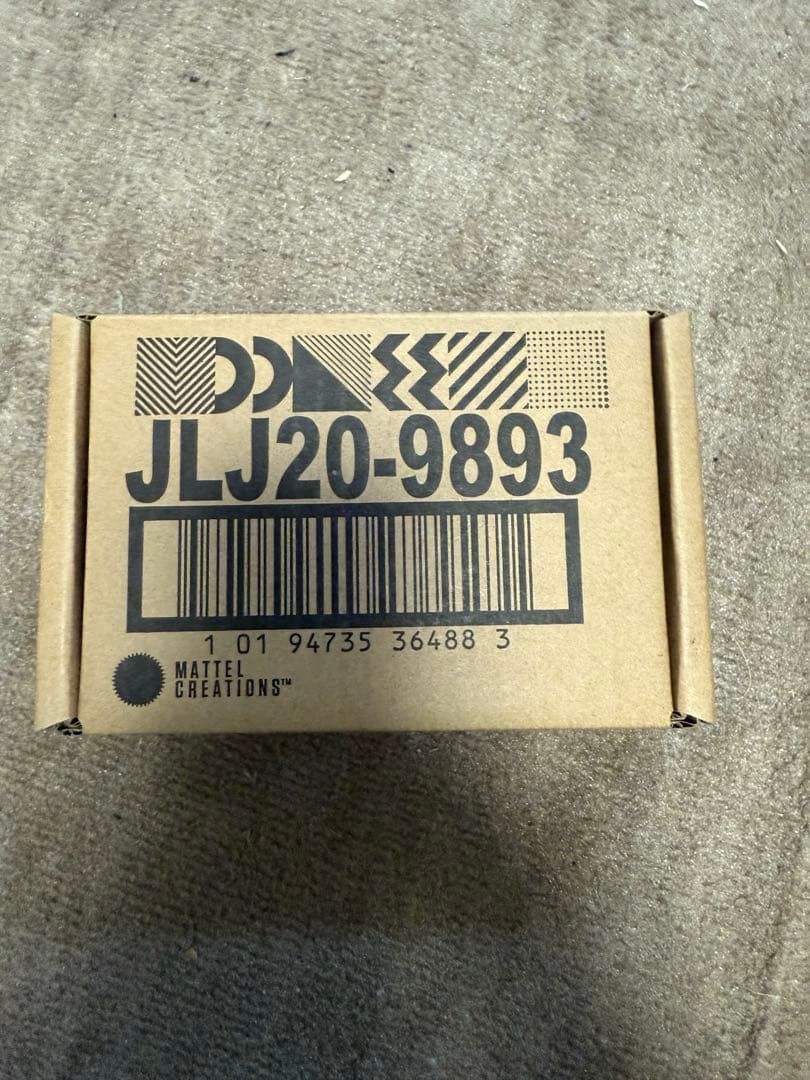 JLJ20-9893
1 01 94735 36488 3
MATTEL
CREATIONS™